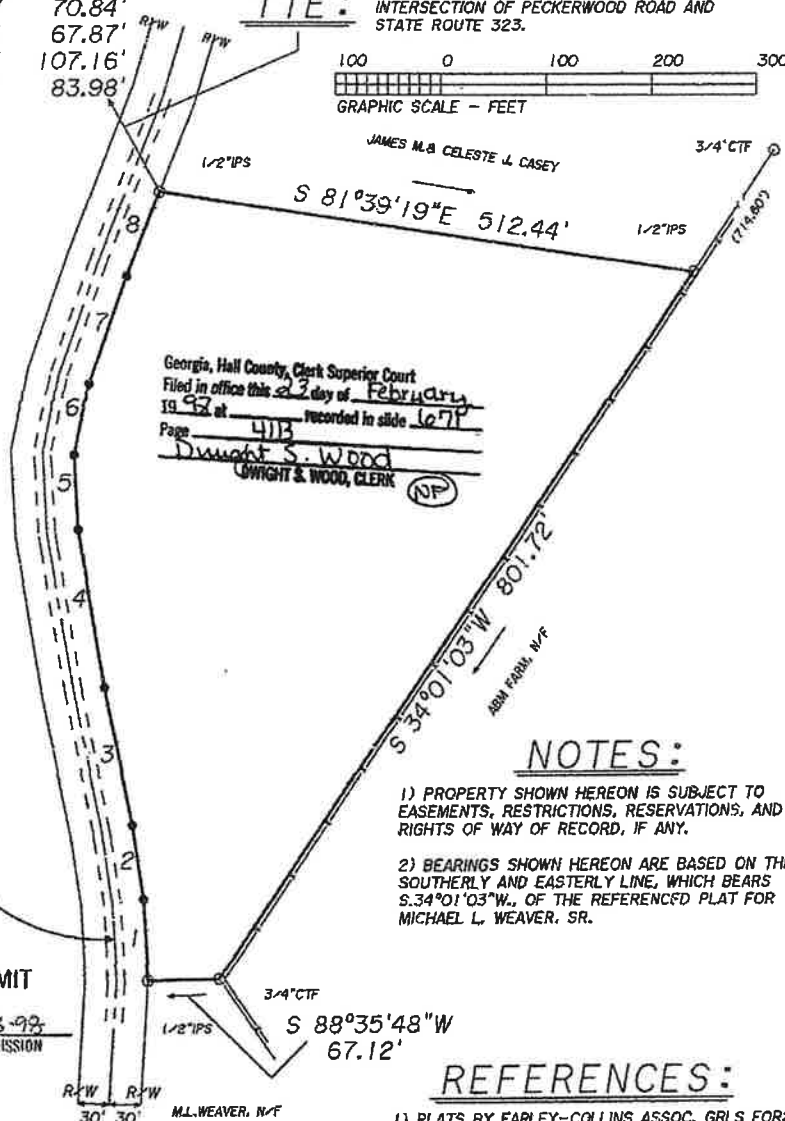 70.84'
67.87'
107.16'
83.98'
TIE:
INTERSECTION OF PECKERWOOD ROAD AND
STATE ROUTE 323.
R/W
R/W
100 0 100 200 300
GRAPHIC SCALE - FEET
JAMES M.& CELESTE J. CASEY
3/4"CTF
1/2"IPS
S 81°39'19"E 512.44'
1/2"IPS
(714.60')
8
7
6
5
4
3
2
1
Georgia, Hall County, Clerk Superior Court
Filed in office this 23 day of February
19 98 at recorded in slide 671
Page 411B
Dwight S. Wood
DWIGHT S. WOOD, CLERK
NP
S 34°01'03"W 801.72'
ABM FARM, N/F
NOTES:
1) PROPERTY SHOWN HEREON IS SUBJECT TO
EASEMENTS, RESTRICTIONS, RESERVATIONS, AND
RIGHTS OF WAY OF RECORD, IF ANY.
2) BEARINGS SHOWN HEREON ARE BASED ON THE
SOUTHERLY AND EASTERLY LINE, WHICH BEARS
S.34°01'03"W., OF THE REFERENCED PLAT FOR
MICHAEL L. WEAVER, SR.
MIT
-98
ISSION
3/4"CTF
1/2"IPS
S 88°35'48"W
67.12'
R/W R/W
30' 30'
M.L.WEAVER, N/F
REFERENCES:
1) PLATS BY FARLEY-COLLINS ASSOC. GRLS FOR: